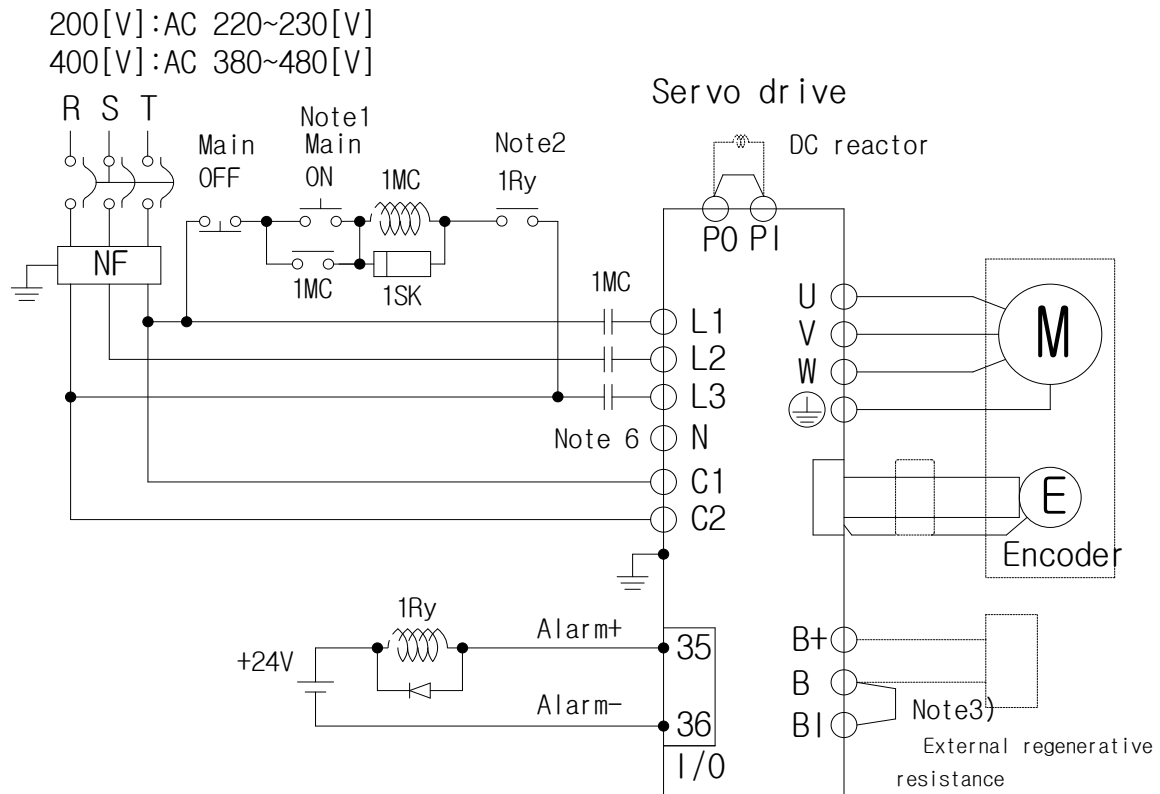 200[V]:AC 220~230[V]
400[V]:AC 380~480[V]
R S T
Main
OFF
Note1
Main
ON
1MC
Note2
1Ry
1MC
1SK
NF
Servo drive
DC reactor
PO PI
1MC
L1
L2
L3
Note 6 N
C1
C2
U
V
W
M
E
Encoder
1Ry
+24V
Alarm+
35
Alarm-
36
I/O
B+
B
BI
Note3)
External regenerative
resistance